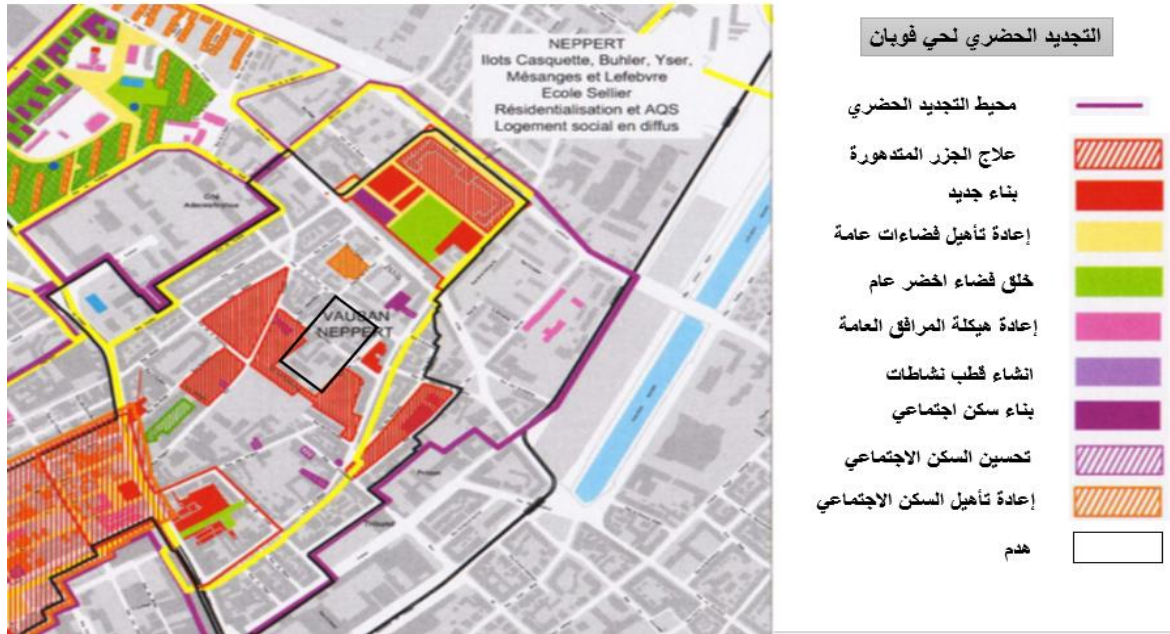 NEPPERT
Ilots Casquette, Buhler, Yser,
Mésanges et Lefebvre
Ecole Sellier
Résidentialisation et AQS
Logement social en diffus
VAUBAN
NEPPERT
التجديد الحضري لحي فوبان
محيط التجديد الحضري
علاج الجزر المتدهورة
بناء جديد
إعادة تأهيل فضاءات عامة
خلق فضاء اخضر عام
إعادة هيكلة المرافق العامة
انشاء قطب نشاطات
بناء سكن اجتماعي
تحسين السكن الاجتماعي
إعادة تأهيل السكن الاجتماعي
هدم